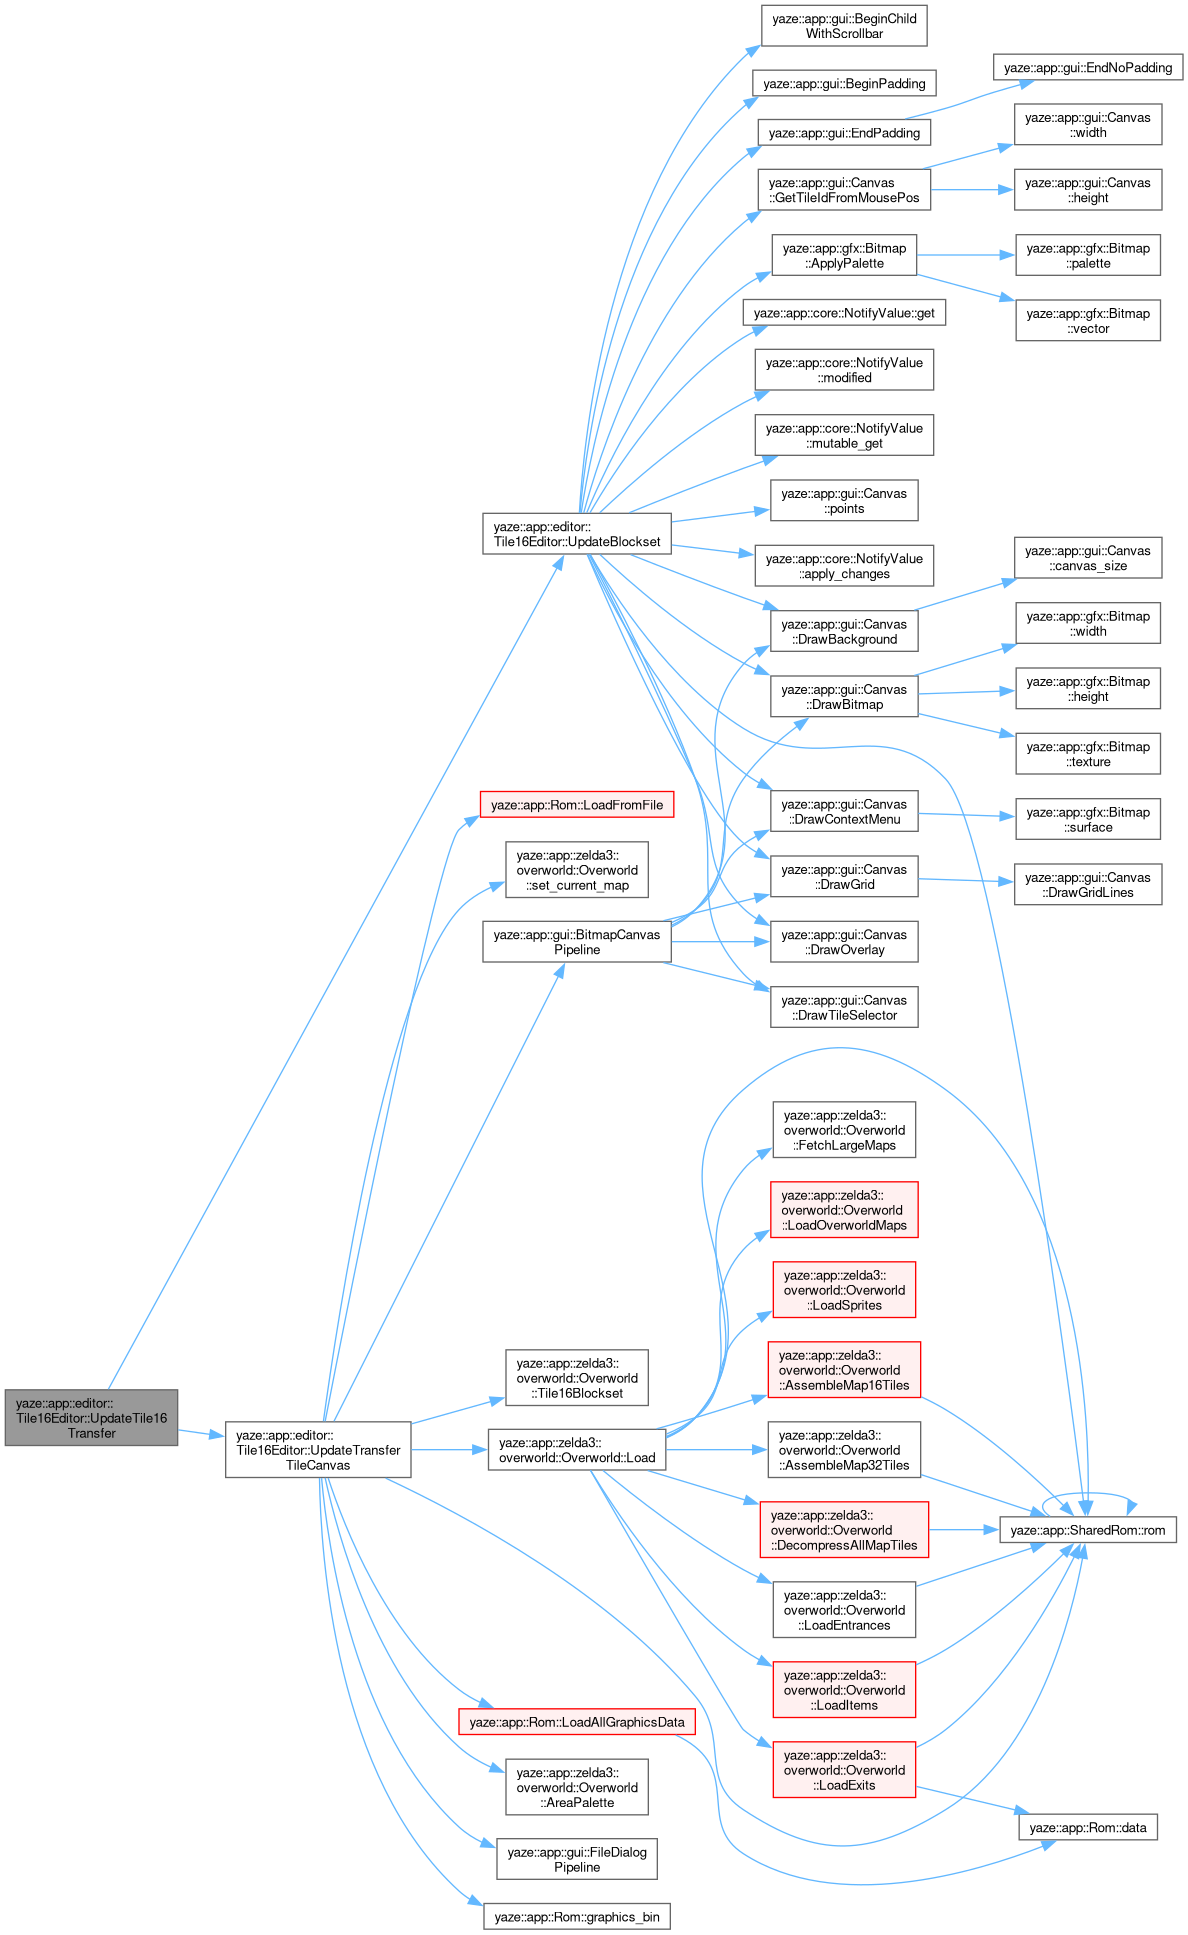 yaze::app::gui::BeginChild
WithScrollbar
yaze::app::gui::BeginPadding
yaze::app::gui::EndNoPadding
yaze::app::gui::EndPadding
yaze::app::gui::Canvas
::width
yaze::app::gui::Canvas
::GetTileIdFromMousePos
yaze::app::gui::Canvas
::height
yaze::app::gfx::Bitmap
::ApplyPalette
yaze::app::gfx::Bitmap
::palette
yaze::app::gfx::Bitmap
::vector
yaze::app::core::NotifyValue::get
yaze::app::core::NotifyValue
::modified
yaze::app::core::NotifyValue
::mutable_get
yaze::app::gui::Canvas
::points
yaze::app::editor::
Tile16Editor::UpdateBlockset
yaze::app::core::NotifyValue
::apply_changes
yaze::app::gui::Canvas
::canvas_size
yaze::app::gui::Canvas
::DrawBackground
yaze::app::gfx::Bitmap
::width
yaze::app::gui::Canvas
::DrawBitmap
yaze::app::gfx::Bitmap
::height
yaze::app::gfx::Bitmap
::texture
yaze::app::Rom::LoadFromFile
yaze::app::gui::Canvas
::DrawContextMenu
yaze::app::gfx::Bitmap
::surface
yaze::app::zelda3::
overworld::Overworld
::set_current_map
yaze::app::gui::Canvas
::DrawGrid
yaze::app::gui::Canvas
::DrawGridLines
yaze::app::gui::BitmapCanvas
Pipeline
yaze::app::gui::Canvas
::DrawOverlay
yaze::app::gui::Canvas
::DrawTileSelector
yaze::app::zelda3::
overworld::Overworld
::FetchLargeMaps
yaze::app::zelda3::
overworld::Overworld
::LoadOverworldMaps
yaze::app::zelda3::
overworld::Overworld
::LoadSprites
yaze::app::zelda3::
overworld::Overworld
::Tile16Blockset
yaze::app::zelda3::
overworld::Overworld
::AssembleMap16Tiles
yaze::app::editor::
Tile16Editor::UpdateTile16
Transfer
yaze::app::editor::
Tile16Editor::UpdateTransfer
TileCanvas
yaze::app::zelda3::
overworld::Overworld::Load
yaze::app::zelda3::
overworld::Overworld
::AssembleMap32Tiles
yaze::app::zelda3::
overworld::Overworld
::DecompressAllMapTiles
yaze::app::SharedRom::rom
yaze::app::zelda3::
overworld::Overworld
::LoadEntrances
yaze::app::zelda3::
overworld::Overworld
::LoadItems
yaze::app::Rom::LoadAllGraphicsData
yaze::app::zelda3::
overworld::Overworld
::LoadExits
yaze::app::zelda3::
overworld::Overworld
::AreaPalette
yaze::app::Rom::data
yaze::app::gui::FileDialog
Pipeline
yaze::app::Rom::graphics_bin